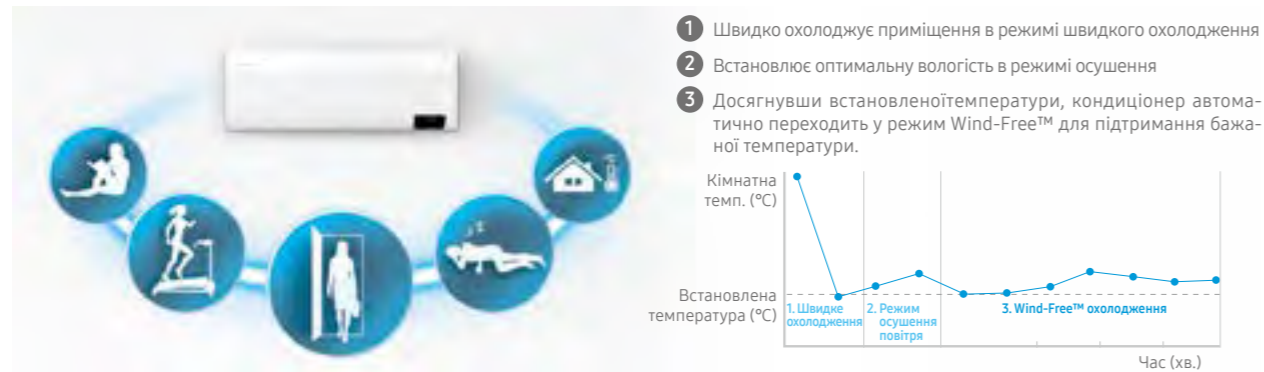 1 Швидко охолоджує приміщення в режимі швидкого охолодження
2 Встановлює оптимальну вологість в режимі осушення
3 Досягнувши встановленоїтемператури, кондиціонер автома-
тично переходить у режим Wind-Free™ для підтримання бажа-
ної температури.
Кімнатна
темп. (°C)
Встановлена
температура (°C)
1. Швидке
охолодження
2. Режим
осушення
повітря
3. Wind-Free™ охолодження
Час (хв.)